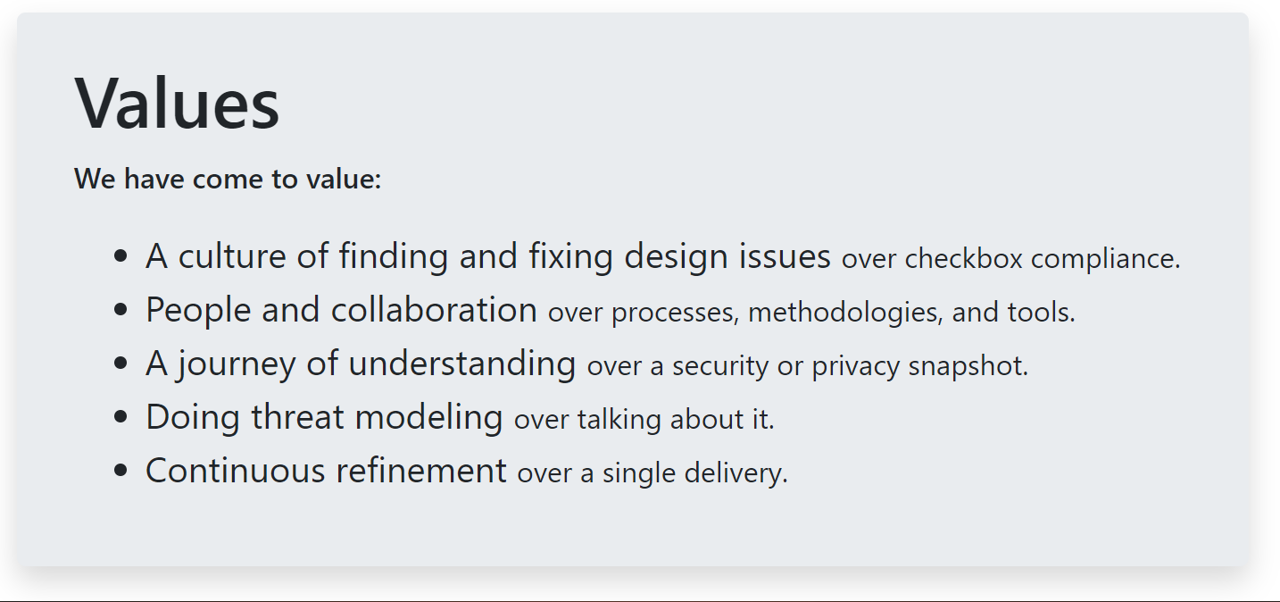 Values
We have come to value:
• A culture of finding and fixing design issues over checkbox compliance.
• People and collaboration over processes, methodologies, and tools.
• A journey of understanding over a security or privacy snapshot.
• Doing threat modeling over talking about it.
• Continuous refinement over a single delivery.